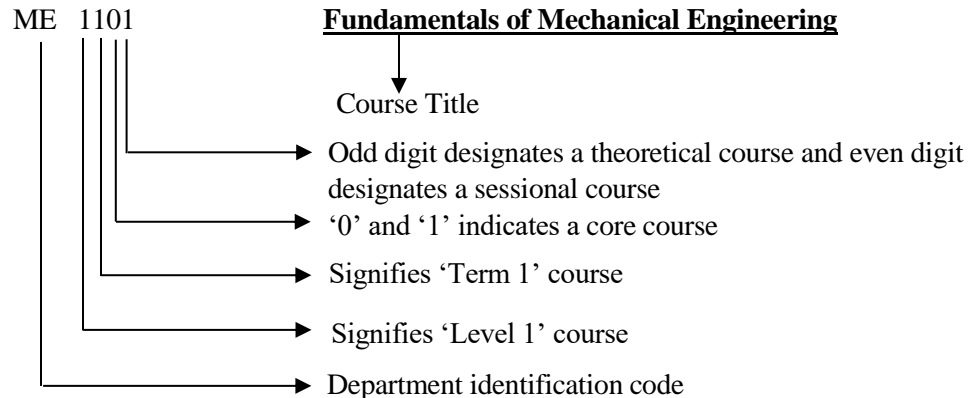 ME 1101 Fundamentals of Mechanical Engineering
Course Title
Odd digit designates a theoretical course and even digit
designates a sessional course
‘0’ and ‘1’ indicates a core course
Signifies ‘Term 1’ course
Signifies ‘Level 1’ course
Department identification code